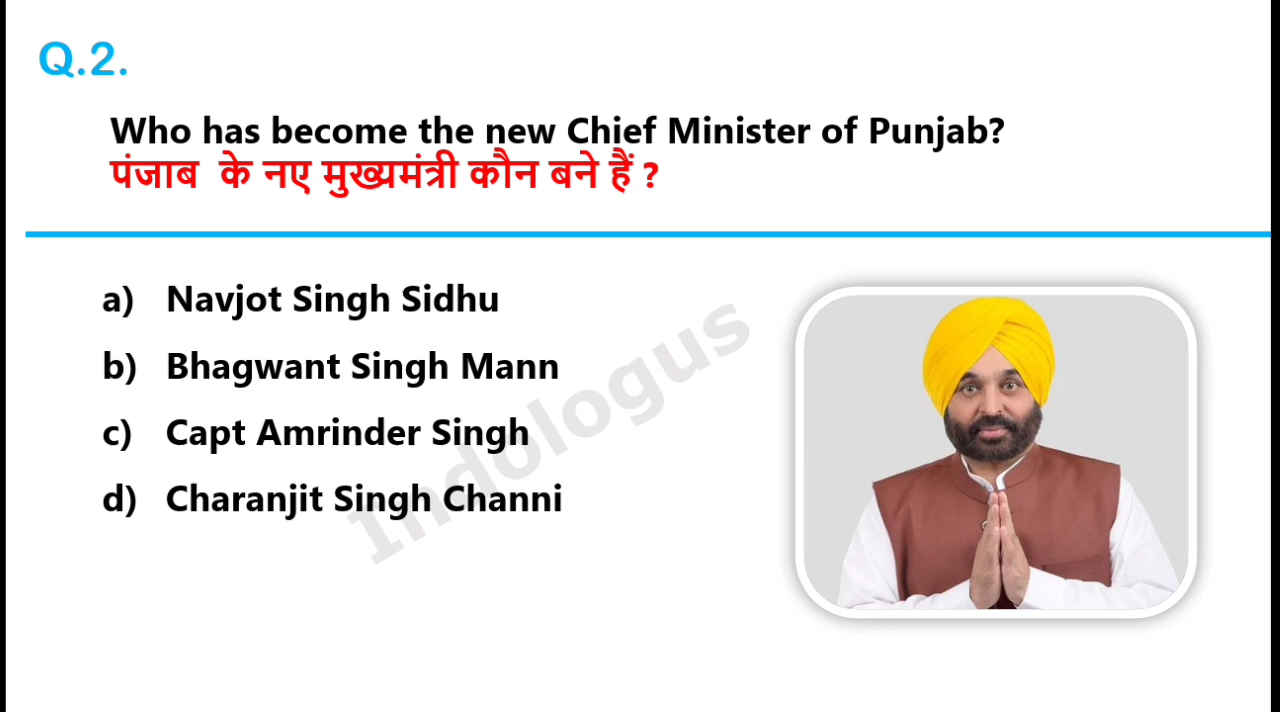 Q.2.
Who has become the new Chief Minister of Punjab?
पंजाब के नए मुख्यमंत्री कौन बने हैं ?
a) Navjot Singh Sidhu
b) Bhagwant Singh Mann
c) Capt Amrinder Singh
d) Charanjit Singh Channi
Indologus